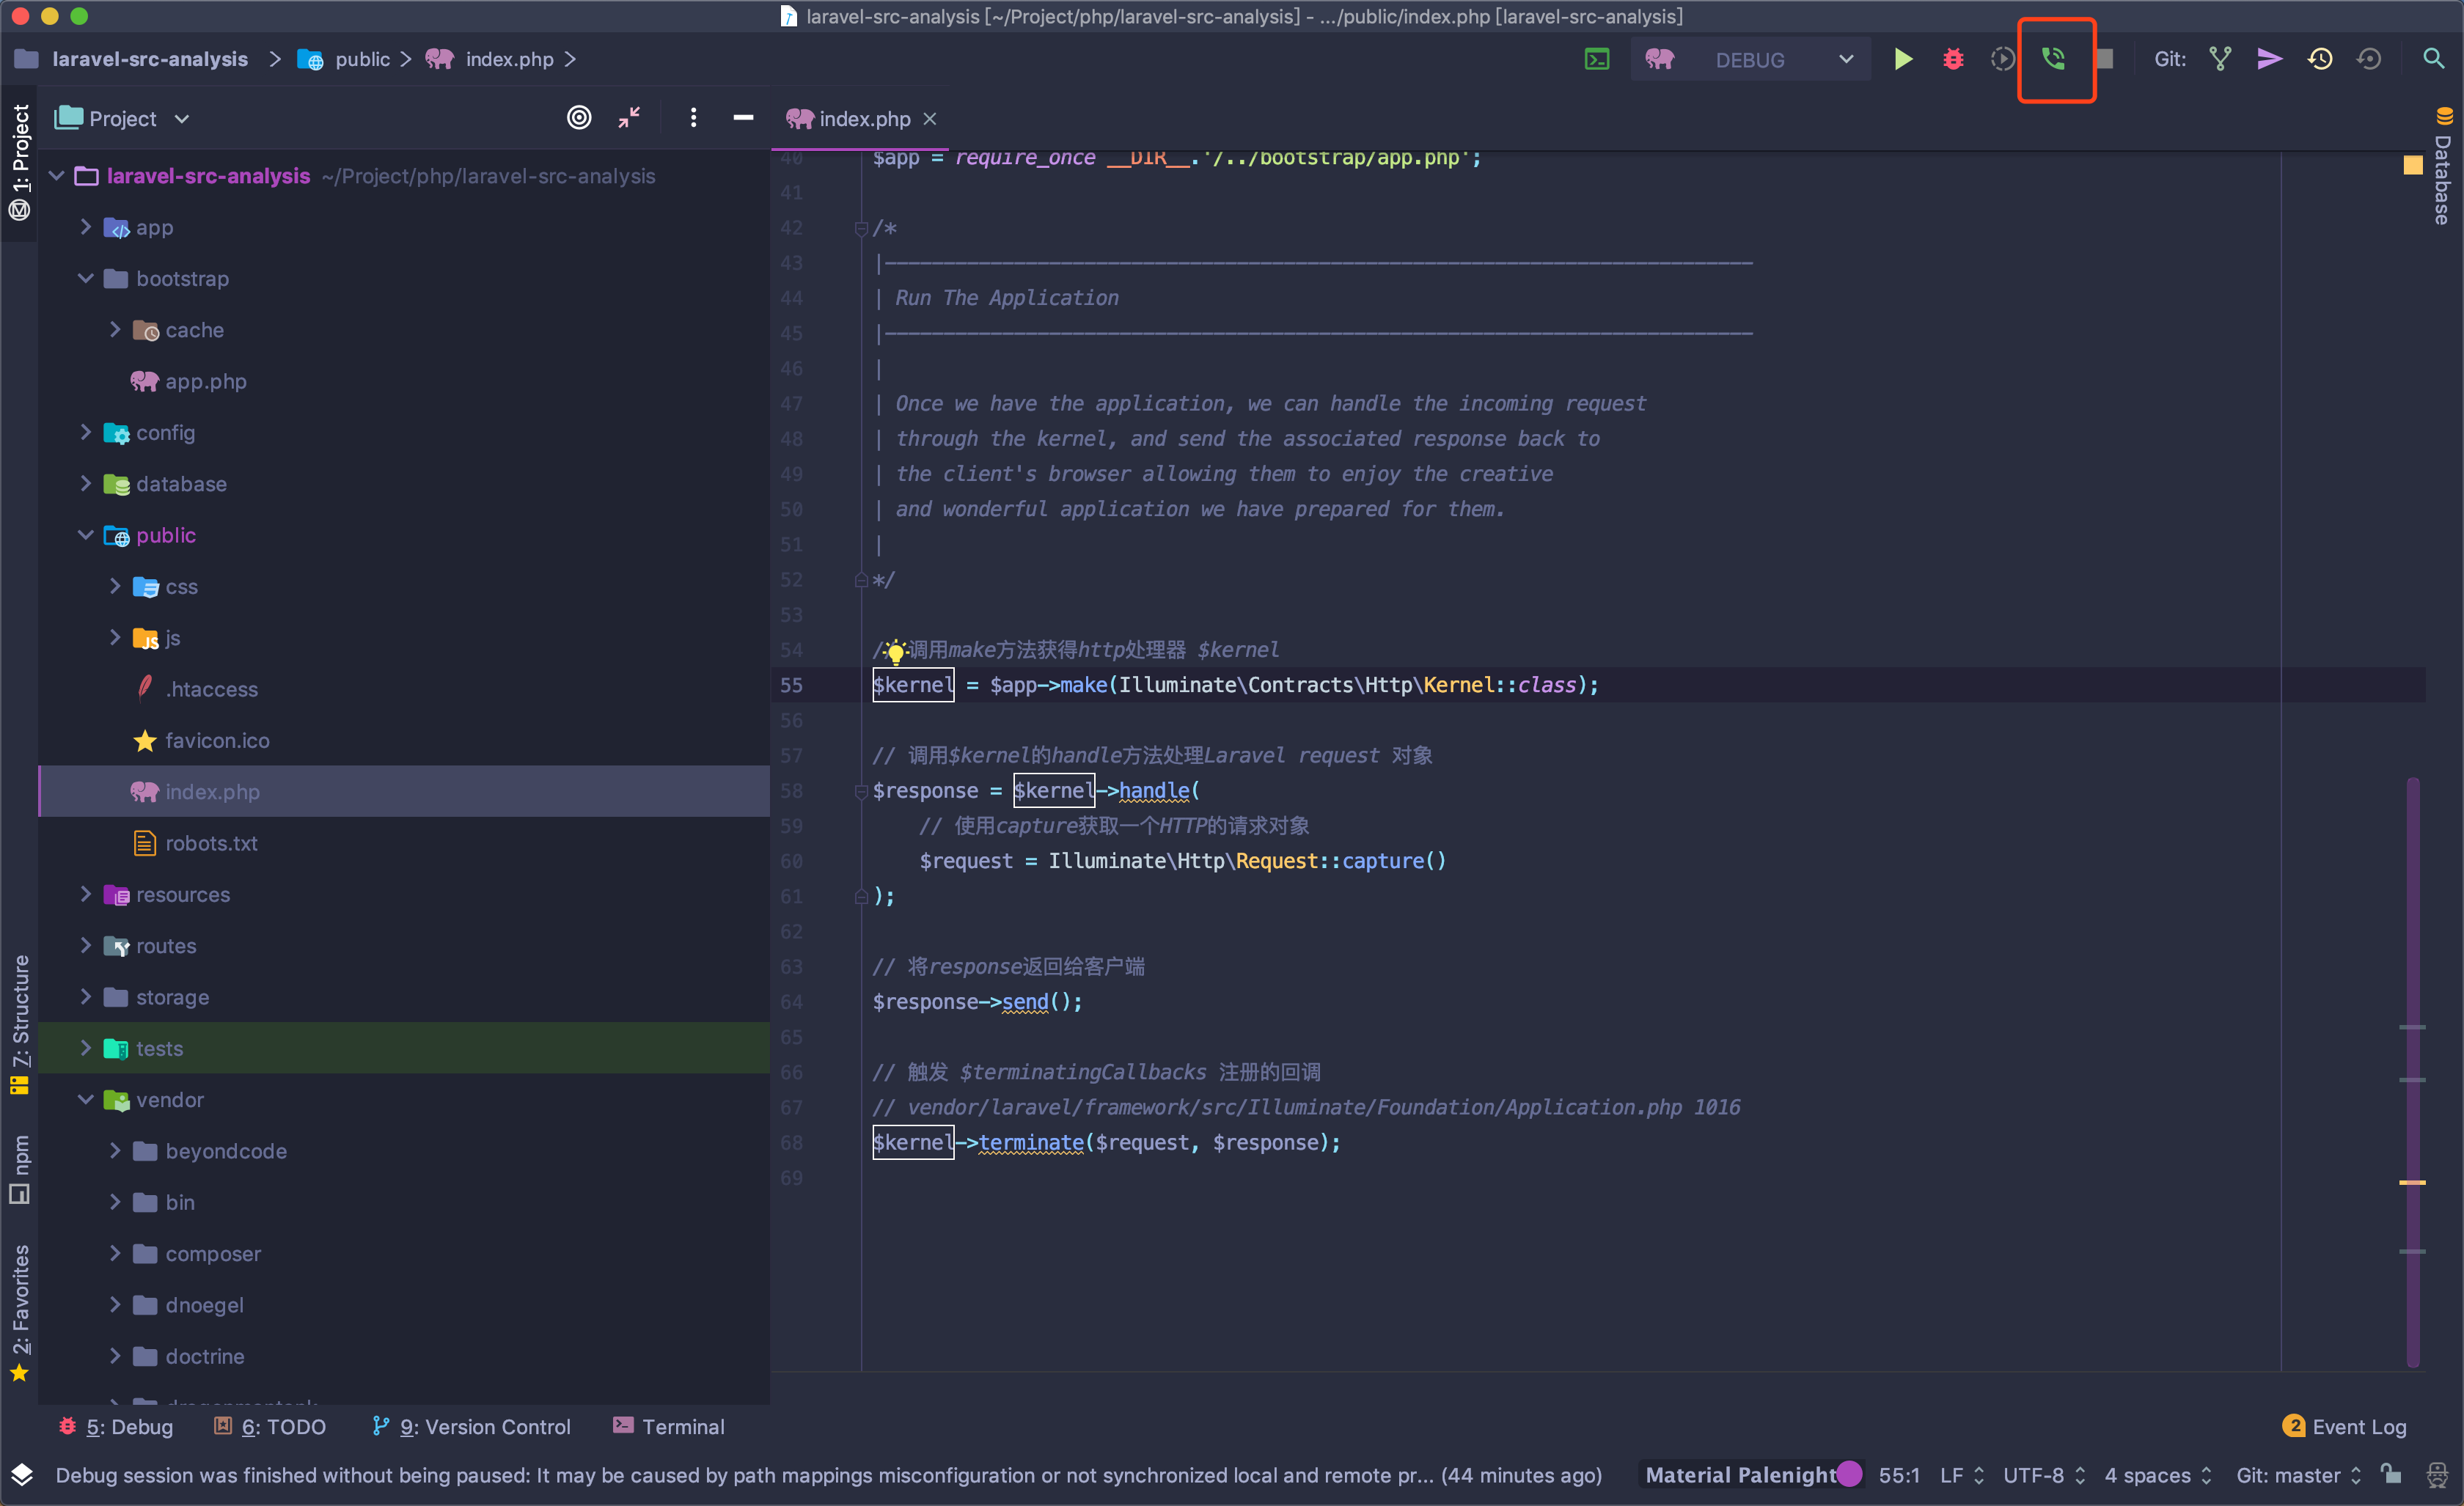 laravel-src-analysis [~/Project/php/laravel-src-analysis] - .../public/index.php [laravel-src-analysis]
laravel-src-analysis
public
index.php
DEBUG
Git:
1: Project
7: Structure
npm
2: Favorites
Project
laravel-src-analysis ~/Project/php/laravel-src-analysis
app
bootstrap
cache
app.php
config
database
public
css
js
.htaccess
favicon.ico
index.php
robots.txt
resources
routes
storage
tests
vendor
beyondcode
bin
composer
dnoegel
doctrine
index.php
40 $app = require_once __DIR__.'/../bootstrap/app.php';
41
42 /*
43 |--------------------------------------------------------------------------
44 | Run The Application
45 |--------------------------------------------------------------------------
46 |
47 | Once we have the application, we can handle the incoming request
48 | through the kernel, and send the associated response back to
49 | the client's browser allowing them to enjoy the creative
50 | and wonderful application we have prepared for them.
51 |
52 */
53
54 // 调用make方法获得http处理器 $kernel
55 $kernel = $app->make(Illuminate\Contracts\Http\Kernel::class);
56
57 // 调用$kernel的handle方法处理Laravel request 对象
58 $response = $kernel->handle(
59 // 使用capture获取一个HTTP的请求对象
60 $request = Illuminate\Http\Request::capture()
61 );
62
63 // 将response返回给客户端
64 $response->send();
65
66 // 触发 $terminatingCallbacks 注册的回调
67 // vendor/laravel/framework/src/Illuminate/Foundation/Application.php 1016
68 $kernel->terminate($request, $response);
69
Database
5: Debug
6: TODO
9: Version Control
Terminal
2 Event Log
Debug session was finished without being paused: It may be caused by path mappings misconfiguration or not synchronized local and remote pr... (44 minutes ago)
Material Palenight
55:1
LF
UTF-8
4 spaces
Git: master